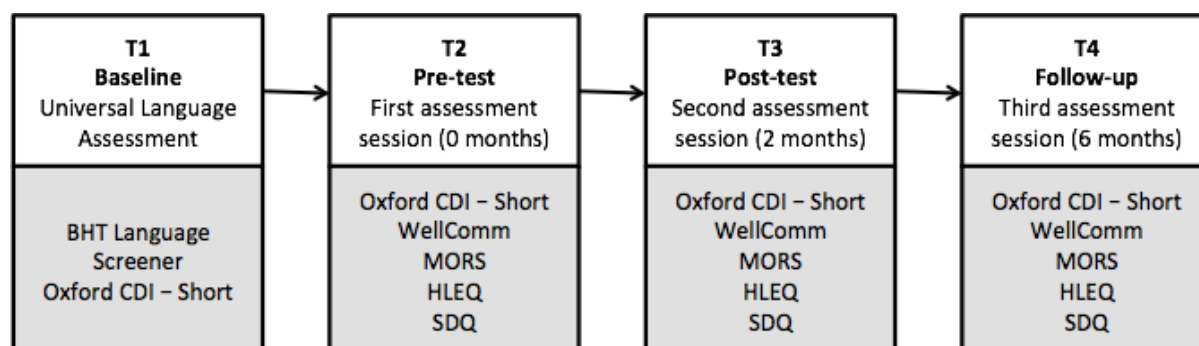 T1
Baseline
Universal Language
Assessment
BHT Language
Screener
Oxford CDI – Short
T2
Pre-test
First assessment
session (0 months)
Oxford CDI – Short
WellComm
MORS
HLEQ
SDQ
T3
Post-test
Second assessment
session (2 months)
Oxford CDI – Short
WellComm
MORS
HLEQ
SDQ
T4
Follow-up
Third assessment
session (6 months)
Oxford CDI – Short
WellComm
MORS
HLEQ
SDQ